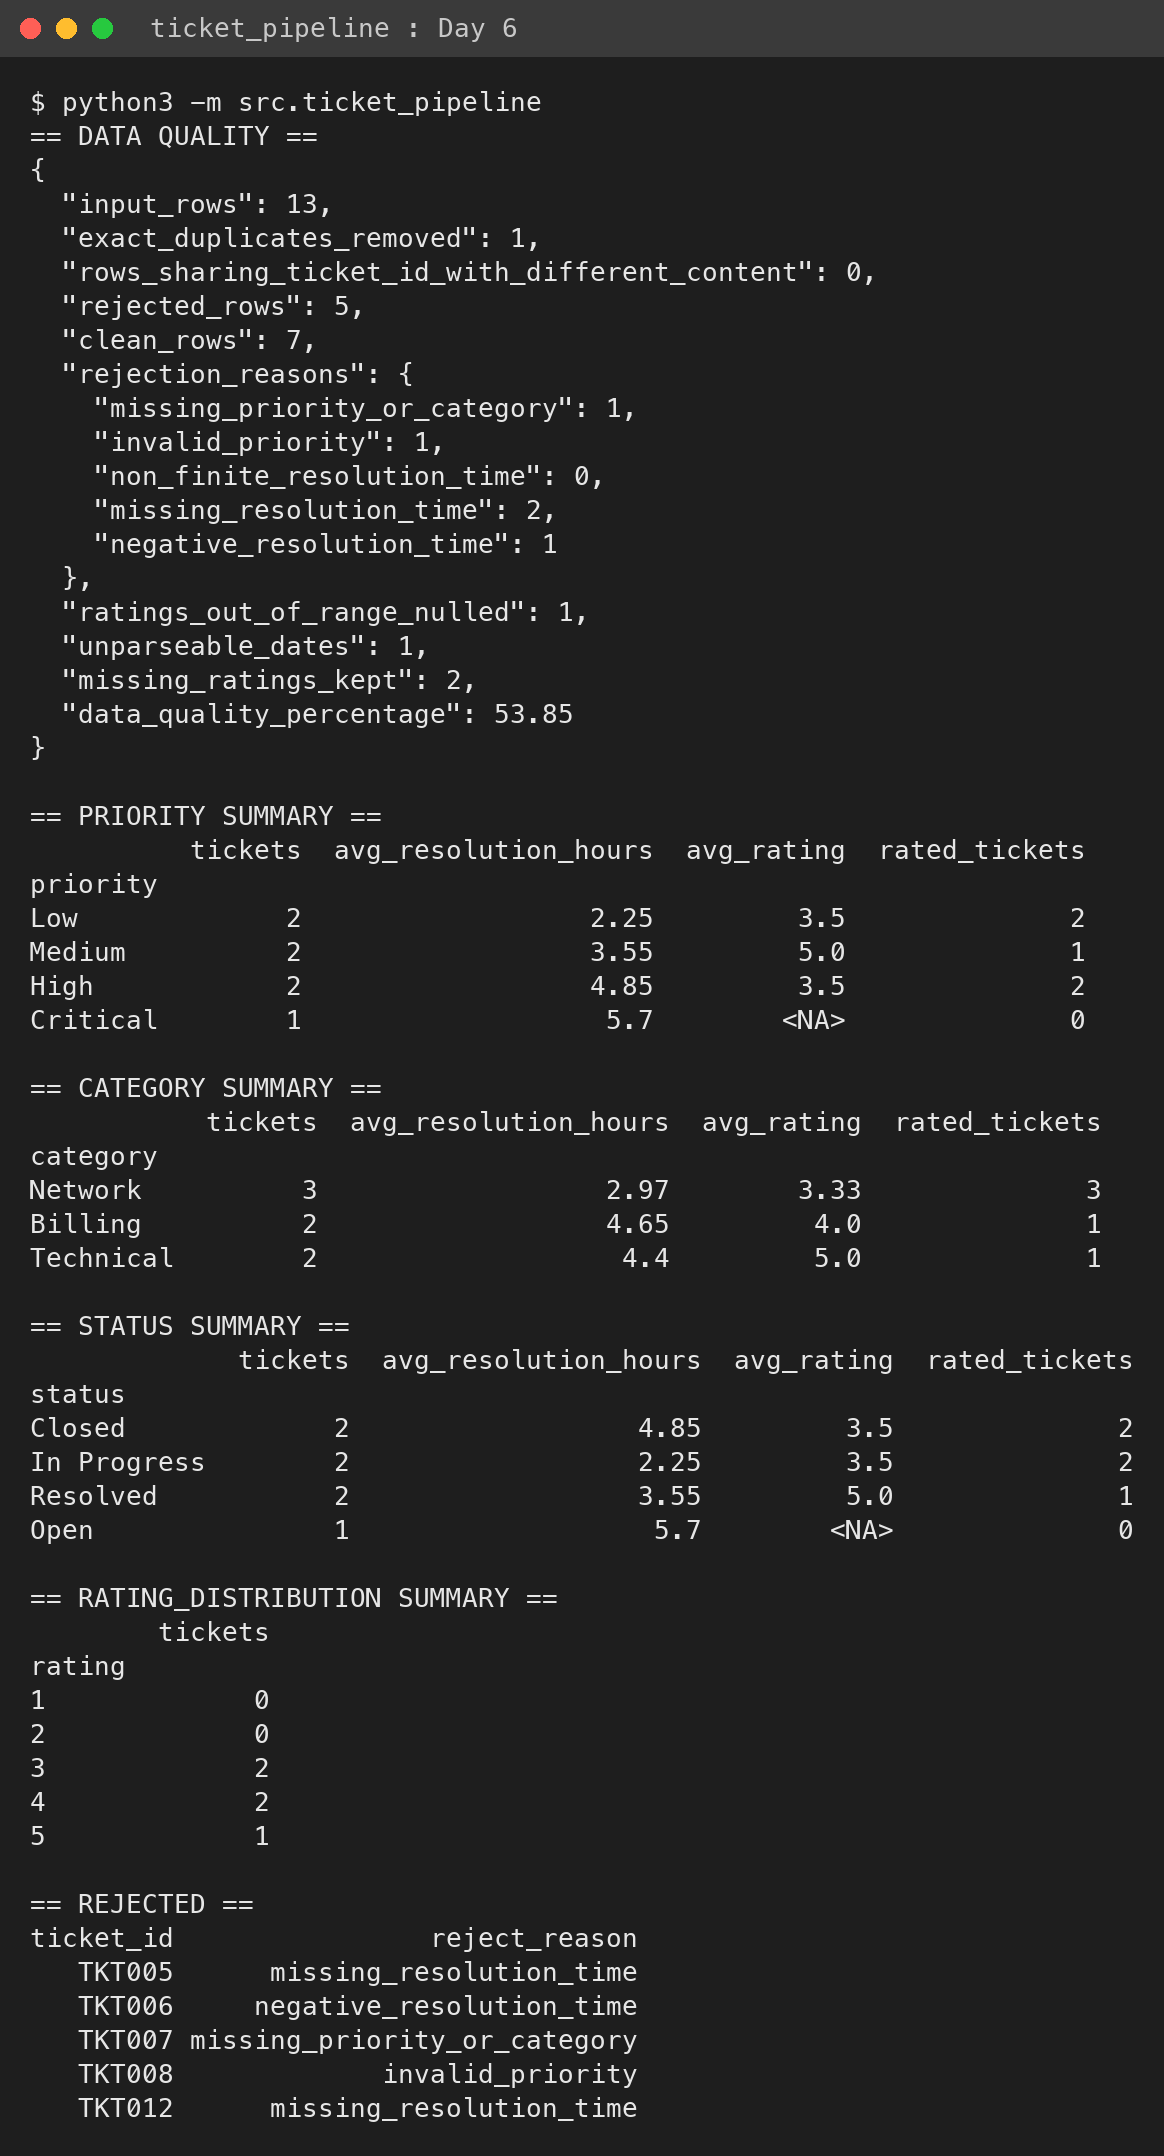 ticket_pipeline : Day 6
$ python3 −m src.ticket_pipeline
== DATA QUALITY ==
{
  "input_rows": 13,
  "exact_duplicates_removed": 1,
  "rows_sharing_ticket_id_with_different_content": 0,
  "rejected_rows": 5,
  "clean_rows": 7,
  "rejection_reasons": {
    "missing_priority_or_category": 1,
    "invalid_priority": 1,
    "non_finite_resolution_time": 0,
    "missing_resolution_time": 2,
    "negative_resolution_time": 1
  },
  "ratings_out_of_range_nulled": 1,
  "unparseable_dates": 1,
  "missing_ratings_kept": 2,
  "data_quality_percentage": 53.85
}
== PRIORITY SUMMARY ==
          tickets  avg_resolution_hours  avg_rating  rated_tickets
priority
Low             2                  2.25         3.5              2
Medium          2                  3.55         5.0              1
High            2                  4.85         3.5              2
Critical        1                   5.7        <NA>              0
== CATEGORY SUMMARY ==
           tickets  avg_resolution_hours  avg_rating  rated_tickets
category
Network          3                  2.97        3.33              3
Billing          2                  4.65         4.0              1
Technical        2                   4.4         5.0              1
== STATUS SUMMARY ==
             tickets  avg_resolution_hours  avg_rating  rated_tickets
status
Closed             2                  4.85         3.5              2
In Progress        2                  2.25         3.5              2
Resolved           2                  3.55         5.0              1
Open               1                   5.7        <NA>              0
== RATING_DISTRIBUTION SUMMARY ==
        tickets
rating
1             0
2             0
3             2
4             2
5             1
== REJECTED ==
ticket_id                reject_reason
   TKT005      missing_resolution_time
   TKT006     negative_resolution_time
   TKT007 missing_priority_or_category
   TKT008             invalid_priority
   TKT012      missing_resolution_time